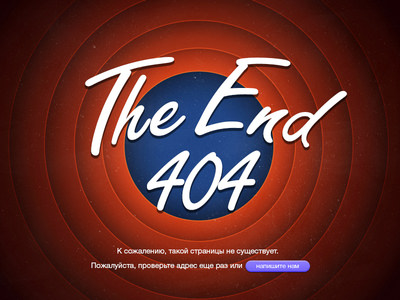 The End
404
К сожалению, такой страницы не существует.
Пожалуйста, проверьте адрес еще раз или напишите нам